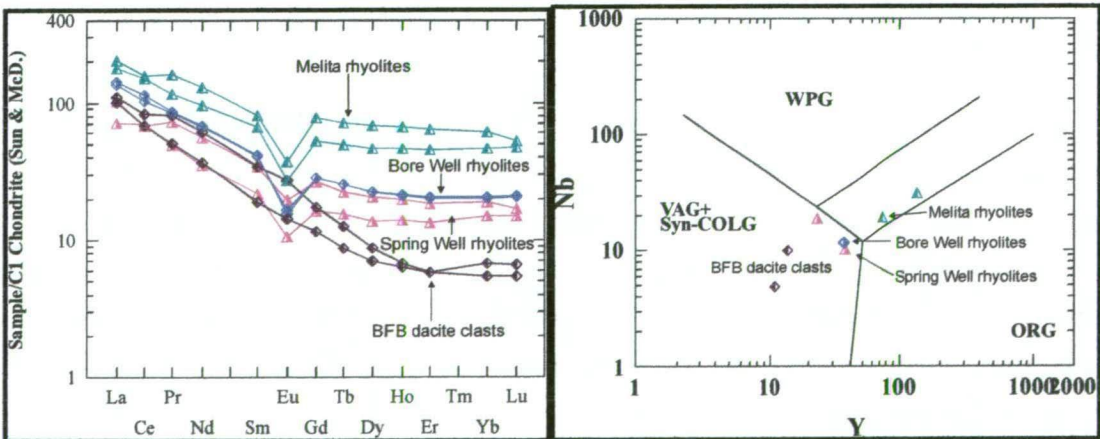 Sample/C1 Chondrite (Sun & McD.)
400
100
10
1
Melita rhyolites
Bore Well rhyolites
Spring Well rhyolites
BFB dacite clasts
La Pr Eu Tb Ho Tm Lu
Ce Nd Sm Gd Dy Er Yb
Nb
1000
100
10
1
WPG
VAG+
Syn-COLG
BFB dacite clasts
Melita rhyolites
Bore Well rhyolites
Spring Well rhyolites
ORG
1 10 100 1000 2000
Y